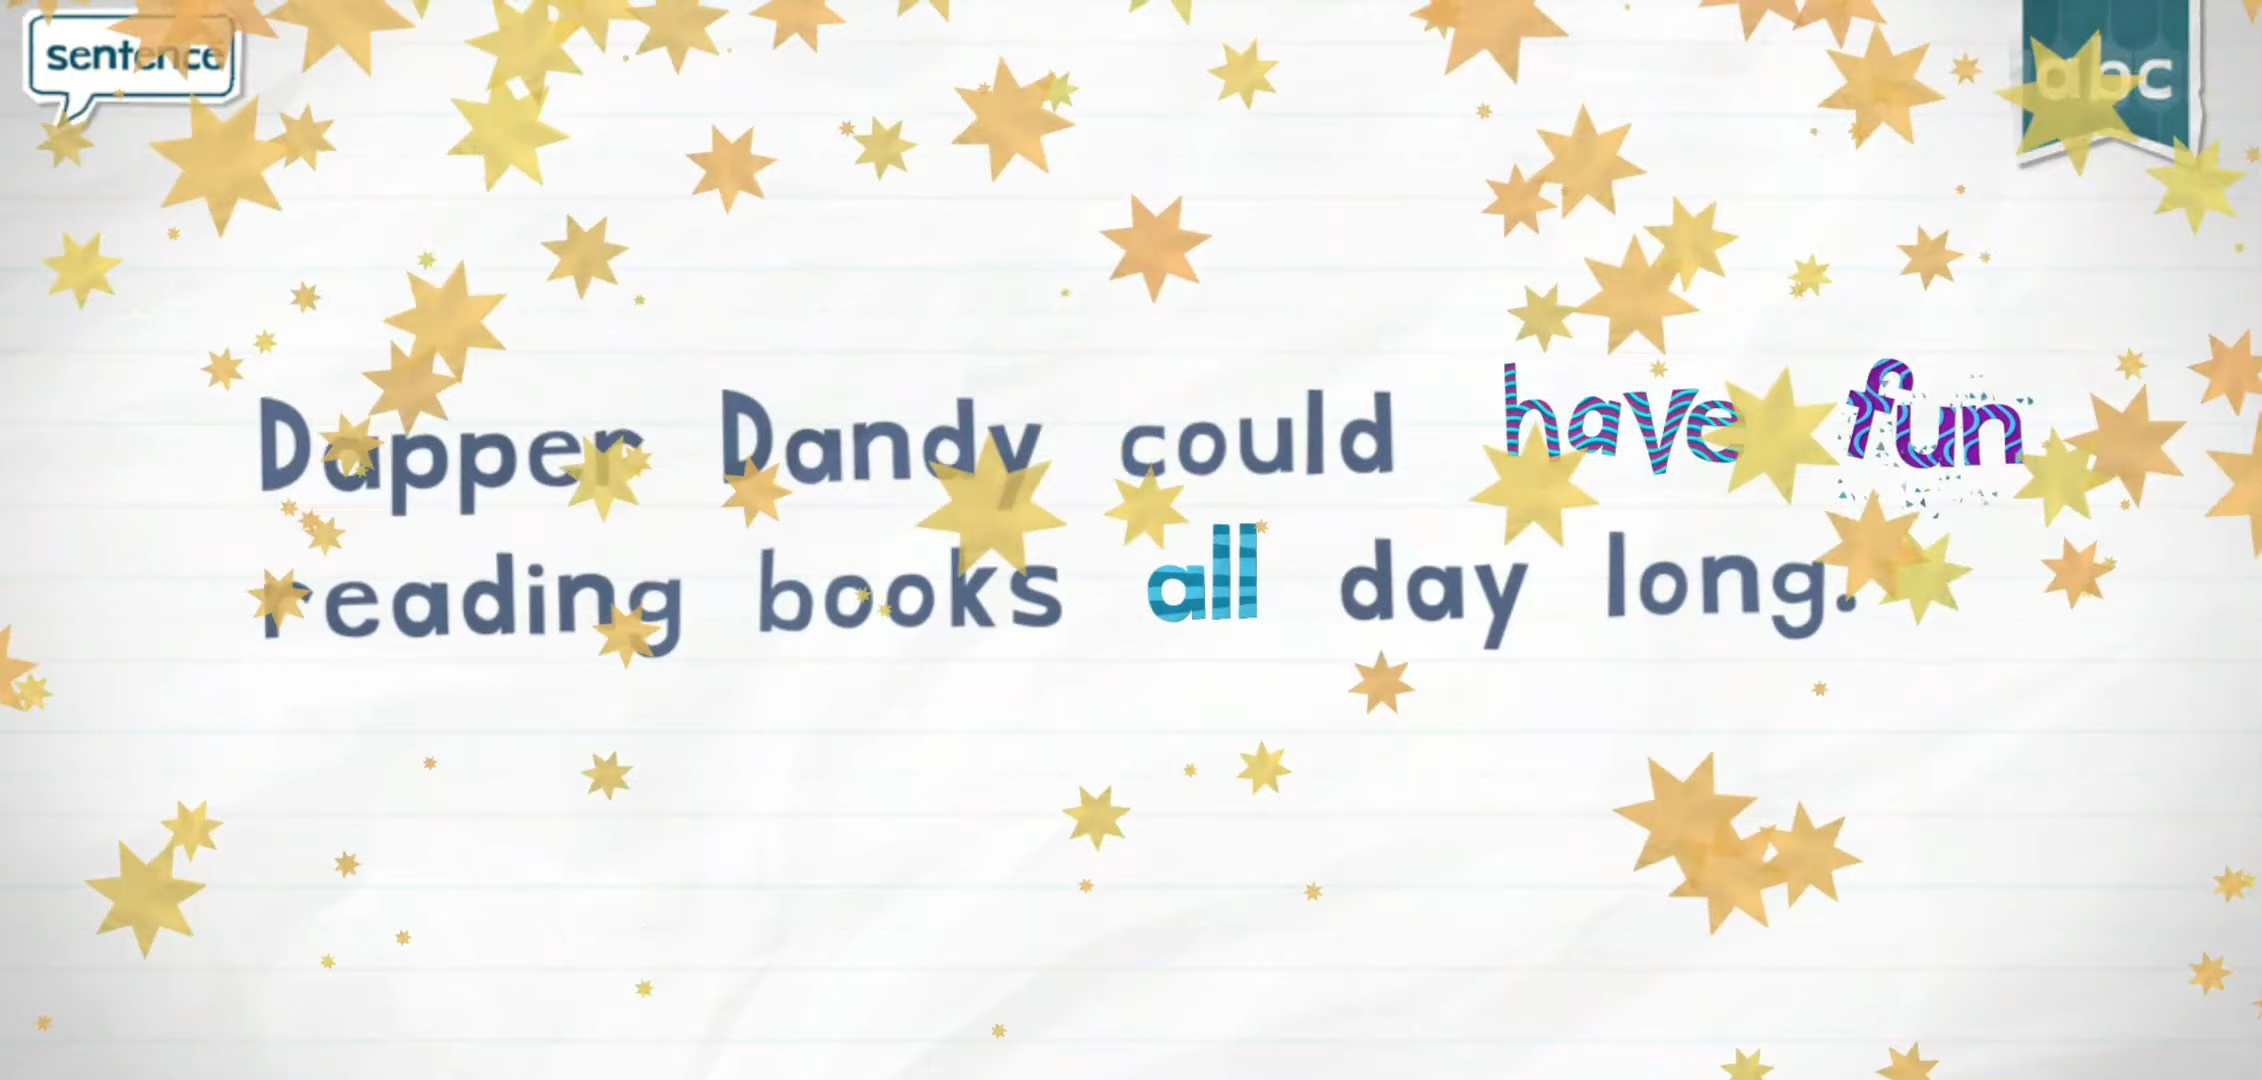 sentence
abc
Dapper Dandy could have fun
reading books all day long.